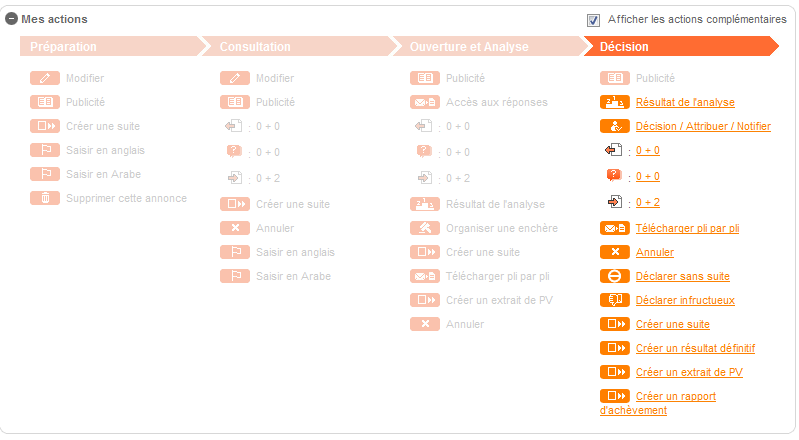 Mes actions
Afficher les actions complémentaires
Préparation
Modifier
Publicité
Créer une suite
Saisir en anglais
Saisir en Arabe
Supprimer cette annonce
Consultation
Modifier
Publicité
: 0 + 0
: 0 + 0
: 0 + 2
Créer une suite
Annuler
Saisir en anglais
Saisir en Arabe
Ouverture et Analyse
Publicité
Accès aux réponses
: 0 + 0
: 0 + 0
: 0 + 2
Résultat de l'analyse
Organiser une enchère
Créer une suite
Télécharger pli par pli
Créer un extrait de PV
Annuler
Décision
Publicité
Résultat de l'analyse
Décision / Attribuer / Notifier
: 0 + 0
: 0 + 0
: 0 + 2
Télécharger pli par pli
Annuler
Déclarer sans suite
Déclarer infructueux
Créer une suite
Créer un résultat définitif
Créer un extrait de PV
Créer un rapport
d'achèvement